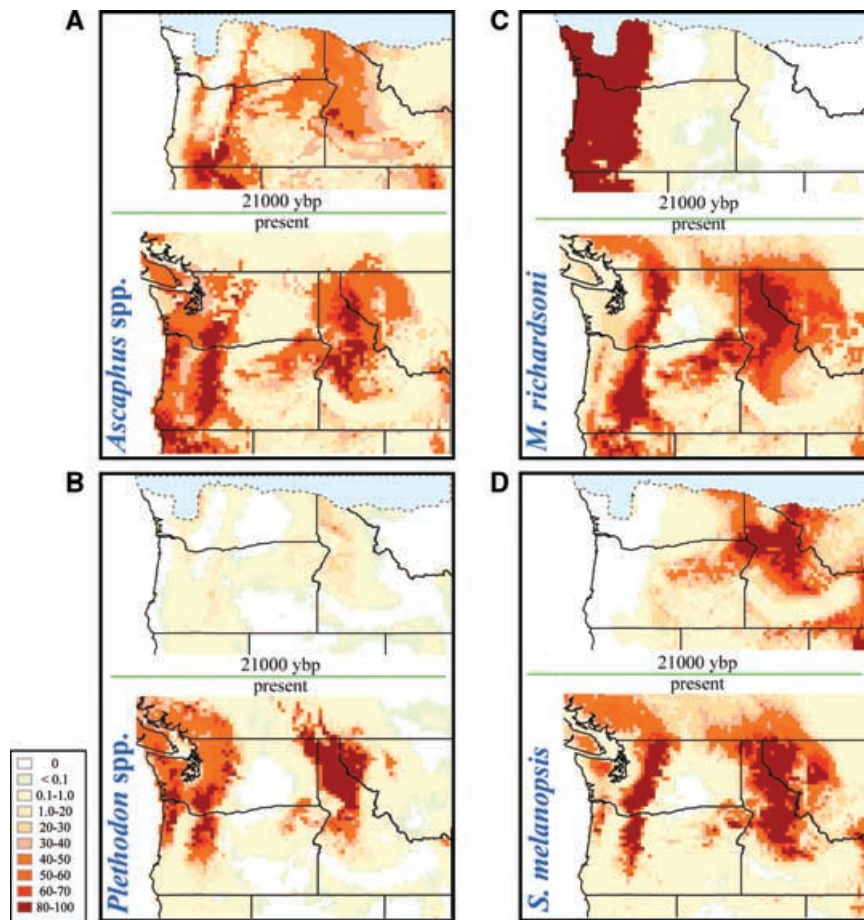 A
21000 ybp
present
Ascaphus spp.
B
21000 ybp
present
Plethodon spp.
0
< 0.1
0.1-1.0
1.0-20
20-30
30-40
40-50
50-60
60-70
80-100
C
21000 ybp
present
M. richardsoni
D
21000 ybp
present
S. melanopsis